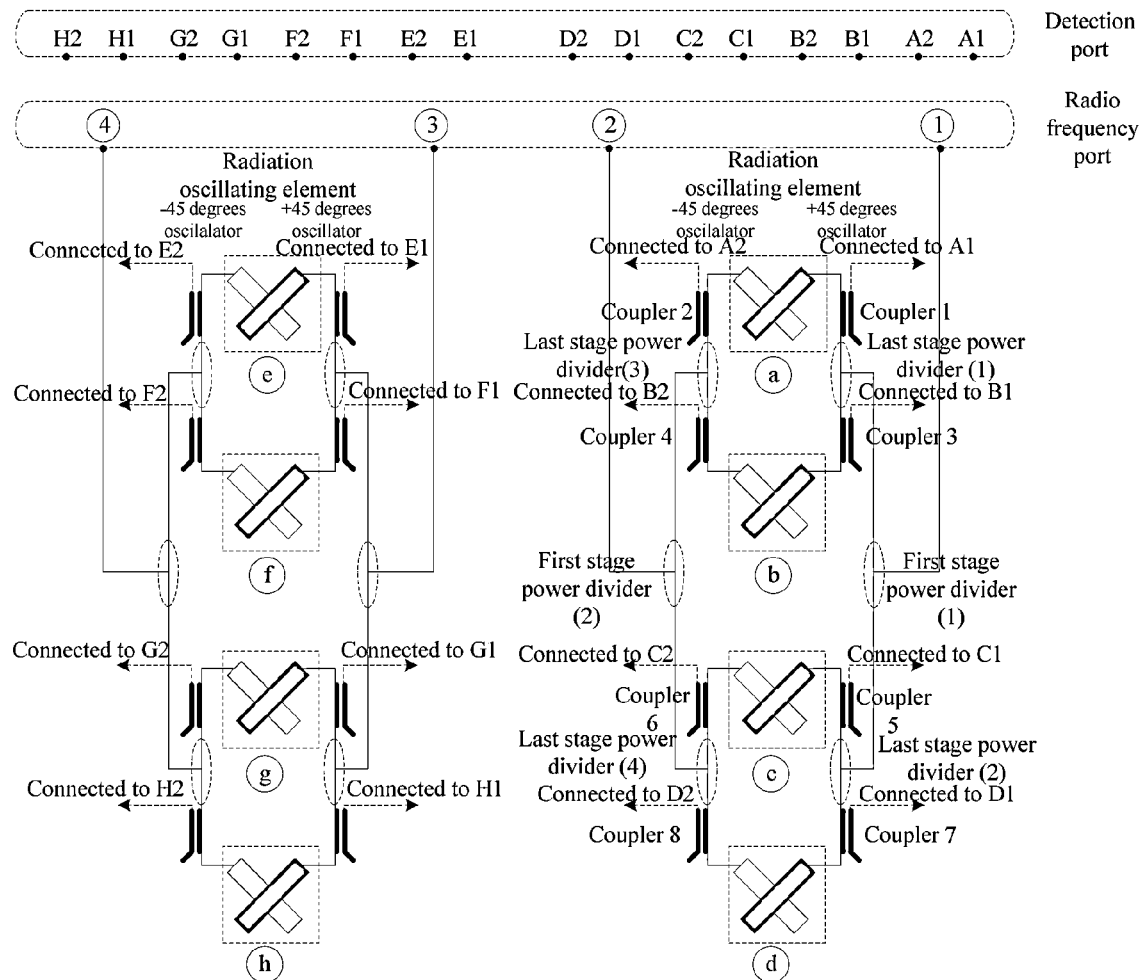 H2 H1 G2 G1 F2 F1 E2 E1 D2 D1 C2 C1 B2 B1 A2 A1
Detection
port
4 3 2 1
Radio
frequency
port
Radiation
oscillating element
-45 degrees
oscilalator
+45 degrees
oscillator
Radiation
oscillating element
-45 degrees
oscillator
+45 degrees
oscillator
Connected to E2
Connected to E1
Connected to A2
Connected to A1
Coupler 2
Coupler 1
Last stage power
divider(3)
Last stage power
divider (1)
e
a
Connected to F2
Connected to F1
Connected to B2
Connected to B1
Coupler 4
Coupler 3
f
b
First stage
power divider
(2)
First stage
power divider
(1)
Connected to G2
Connected to G1
Connected to C2
Connected to C1
Coupler
6
Coupler
5
g
c
Last stage power
divider (4)
Last stage power
divider (2)
Connected to H2
Connected to H1
Connected to D2
Connected to D1
Coupler 8
Coupler 7
h
d